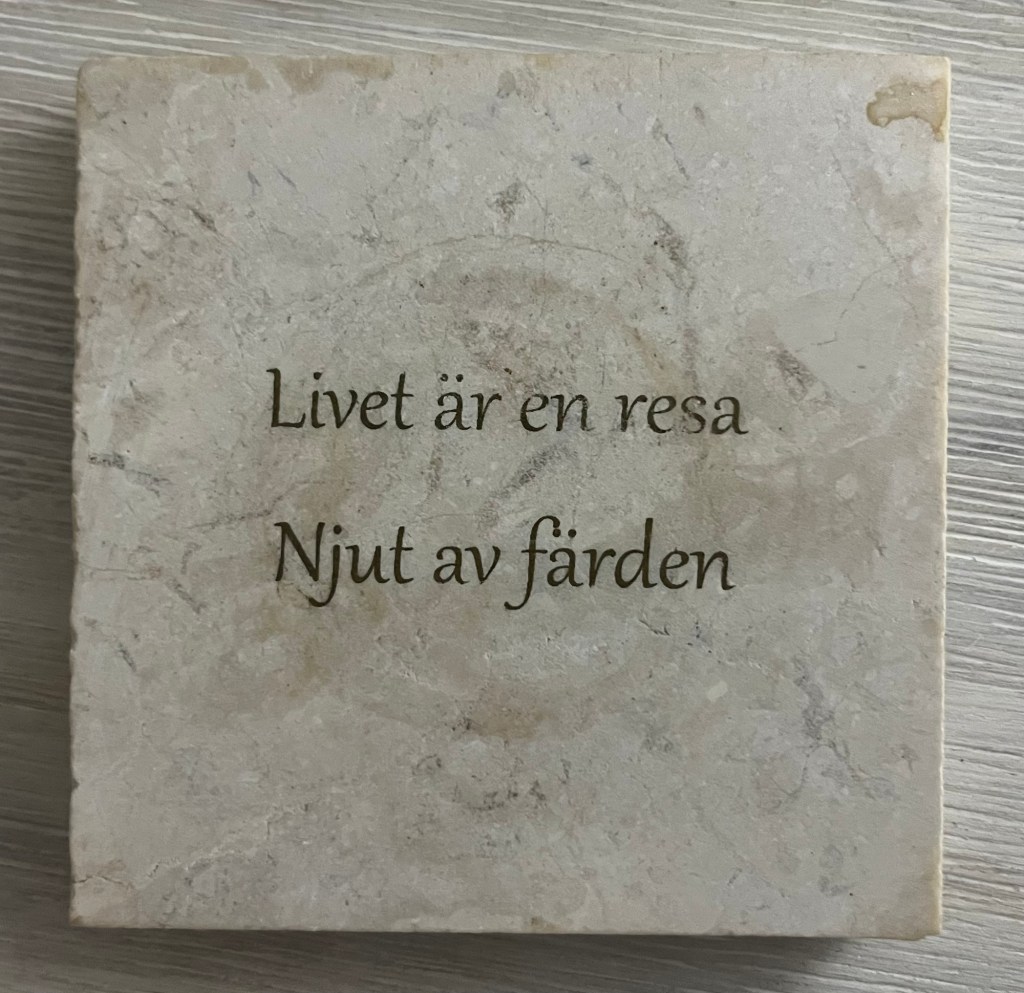 Livet är en resa
Njut av färden